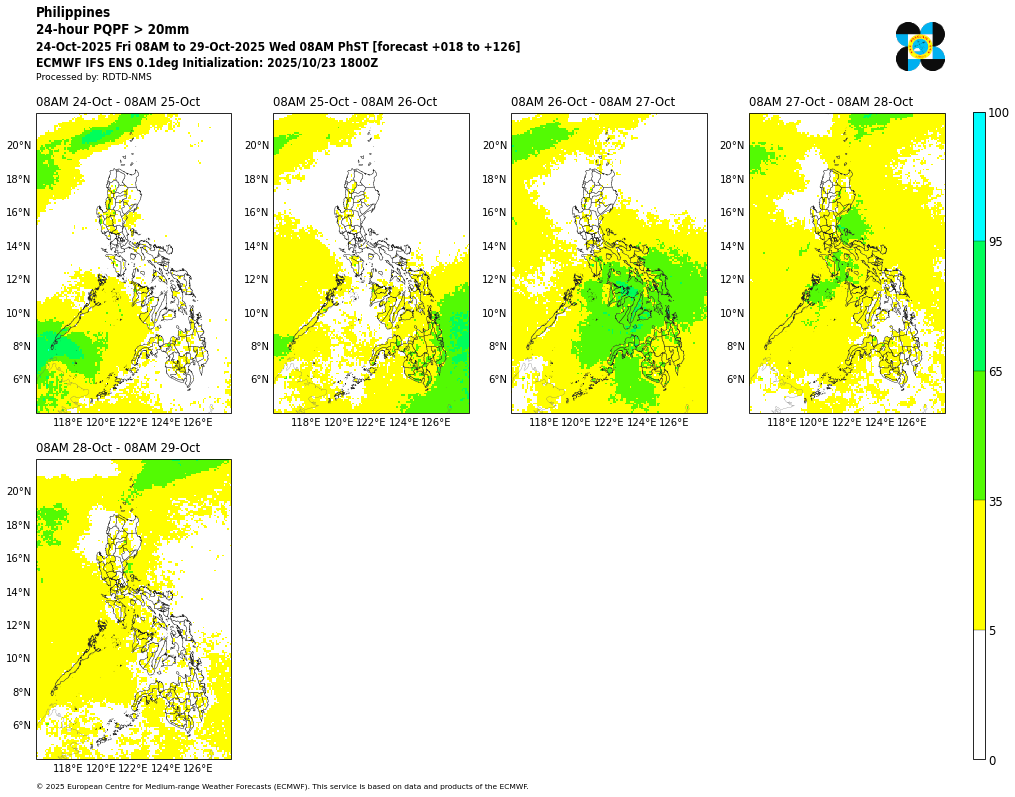 Philippines
24-hour PQPF > 20mm
24-Oct-2025 Fri 08AM to 29-Oct-2025 Wed 08AM PhST [forecast +018 to +126]
ECMWF IFS ENS 0.1deg Initialization: 2025/10/23 1800Z
Processed by: RDTD-NMS
08AM 24-Oct - 08AM 25-Oct
08AM 25-Oct - 08AM 26-Oct
08AM 26-Oct - 08AM 27-Oct
08AM 27-Oct - 08AM 28-Oct
20°N
18°N
16°N
14°N
12°N
10°N
8°N
6°N
118°E 120°E 122°E 124°E 126°E
20°N
18°N
16°N
14°N
12°N
10°N
8°N
6°N
118°E 120°E 122°E 124°E 126°E
20°N
18°N
16°N
14°N
12°N
10°N
8°N
6°N
118°E 120°E 122°E 124°E 126°E
20°N
18°N
16°N
14°N
12°N
10°N
8°N
6°N
118°E 120°E 122°E 124°E 126°E
100
95
65
35
5
0
08AM 28-Oct - 08AM 29-Oct
20°N
18°N
16°N
14°N
12°N
10°N
8°N
6°N
118°E 120°E 122°E 124°E 126°E
© 2025 European Centre for Medium-range Weather Forecasts (ECMWF). This service is based on data and products of the ECMWF.